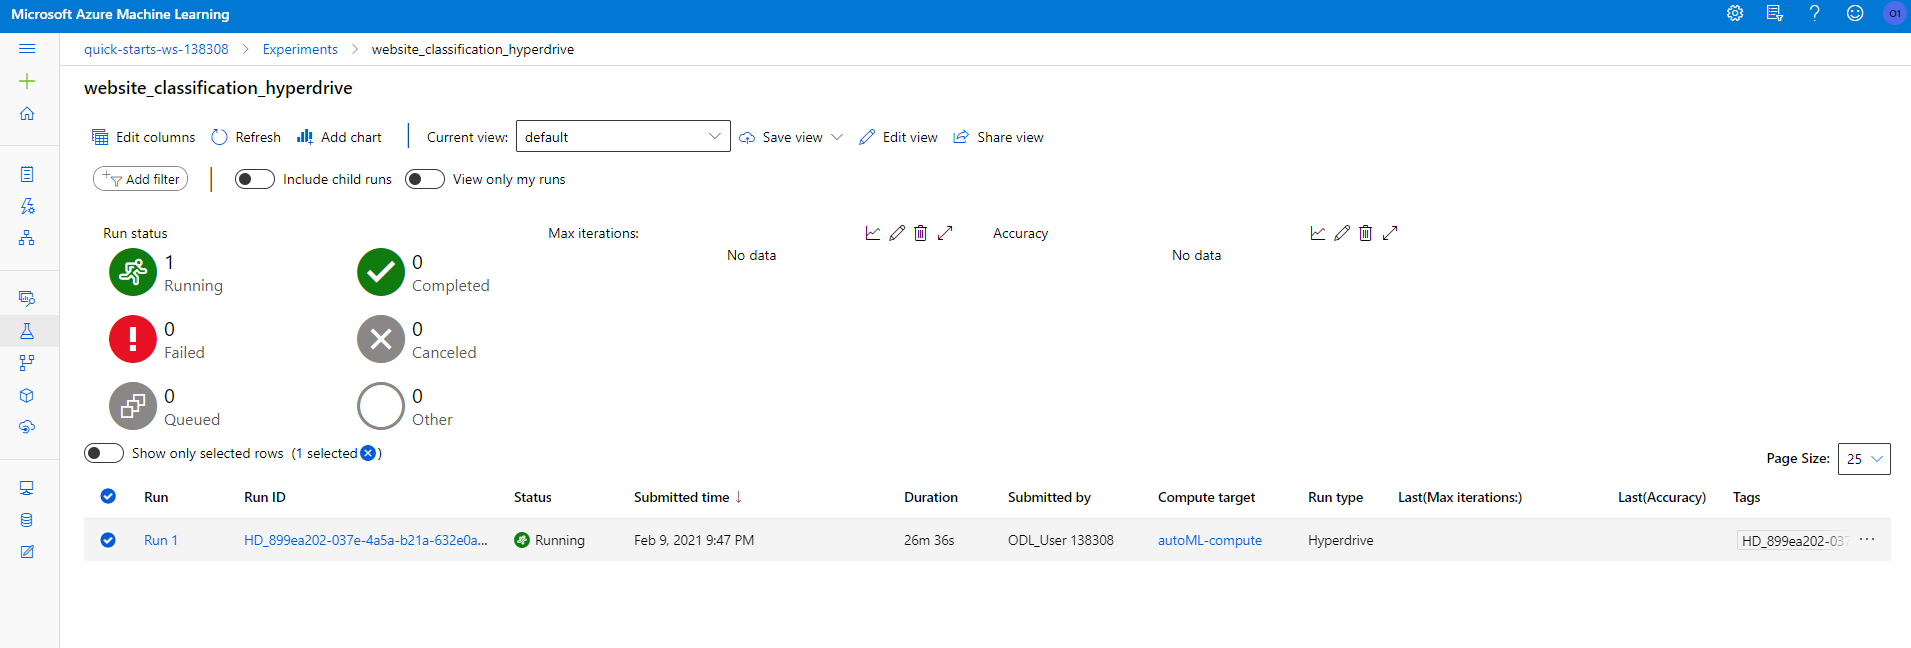 Microsoft Azure Machine Learning
O1
quick-starts-ws-138308 > Experiments > website_classification_hyperdrive
website_classification_hyperdrive
Edit columns Refresh Add chart Current view: default Save view Edit view Share view
Add filter Include child runs View only my runs
Run status
1
Running
0
Completed
0
Failed
0
Canceled
0
Queued
0
Other
Max iterations:
No data
Accuracy
No data
Show only selected rows (1 selected )
Page Size: 25
Run Run ID Status Submitted time ↓ Duration Submitted by Compute target Run type Last(Max iterations:) Last(Accuracy) Tags
Run 1 HD_899ea202-037e-4a5a-b21a-632e0a... Running Feb 9, 2021 9:47 PM 26m 36s ODL_User 138308 autoML-compute Hyperdrive HD_899ea202-037 ...